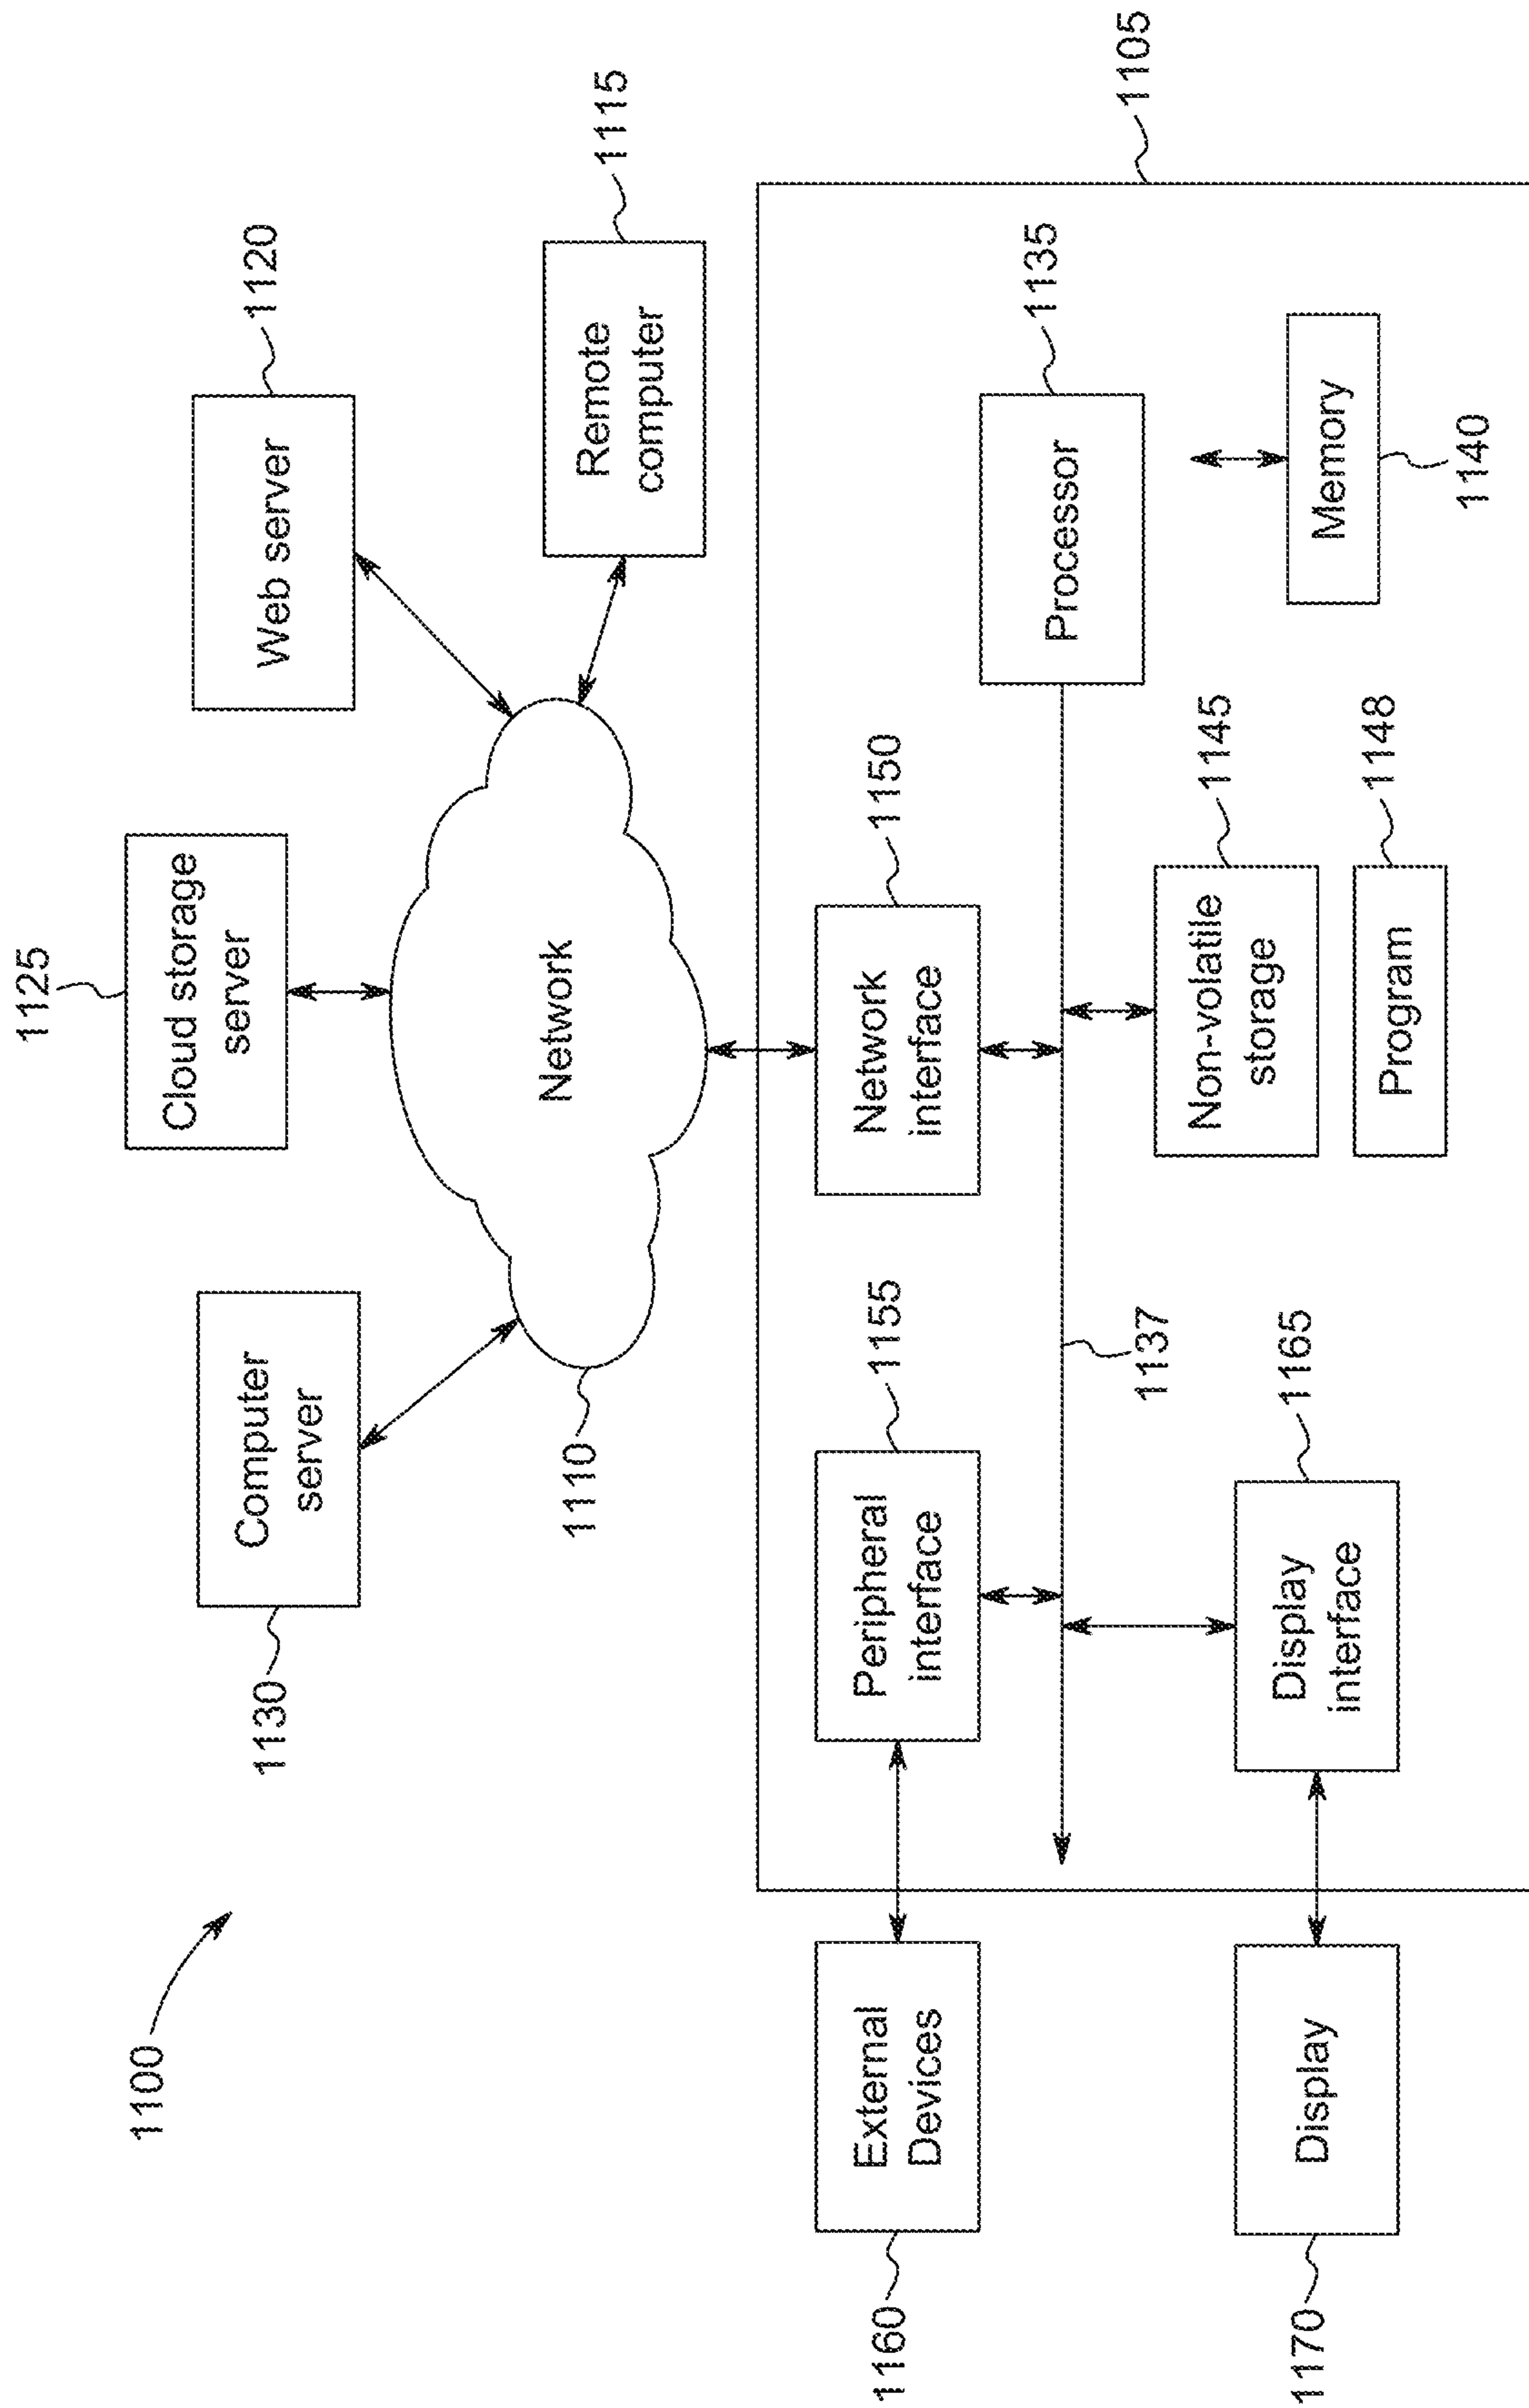 1100
1130
Computer
server
1125
Cloud storage
server
Web server
1120
Network
1110
Remote
computer
1115
1105
1160
External
Devices
Peripheral
interface
1155
Network
interface
1150
Processor
1135
1137
1170
Display
Display
interface
1165
Non-volatile
storage
1145
Program
1148
Memory
1140